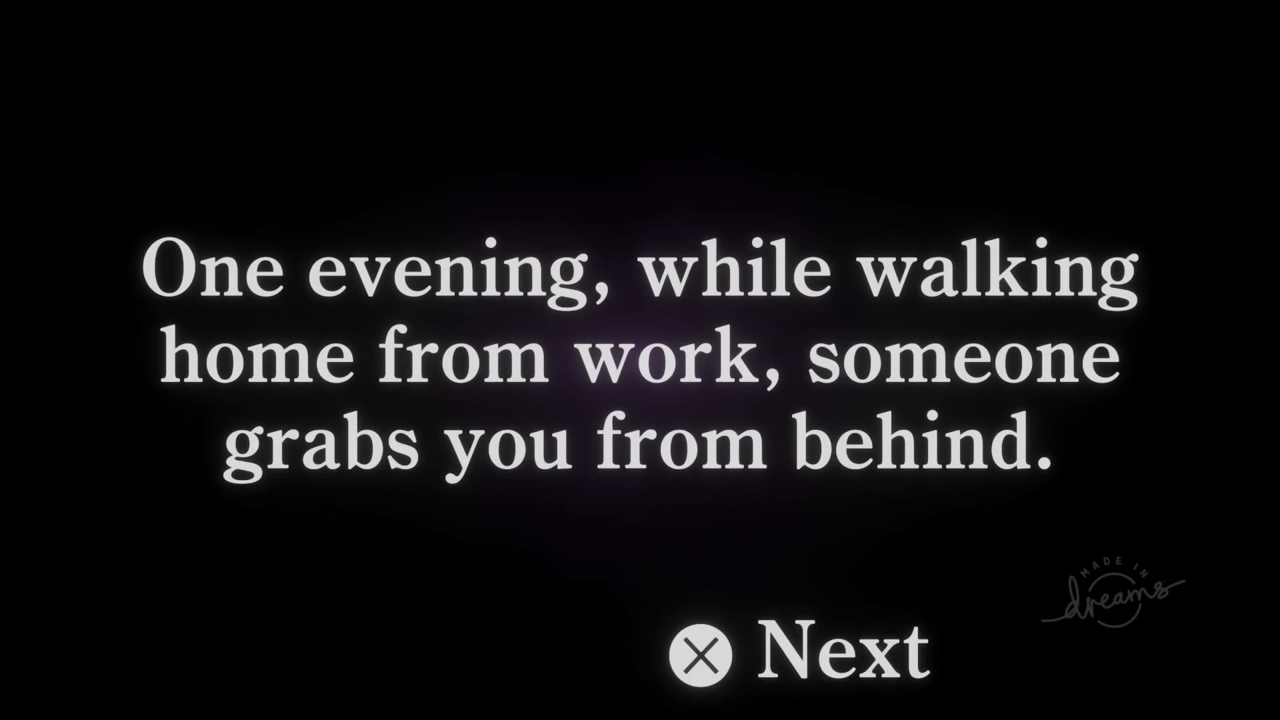 One evening, while walking
home from work, someone
grabs you from behind.
MADE IN
dreams
Next